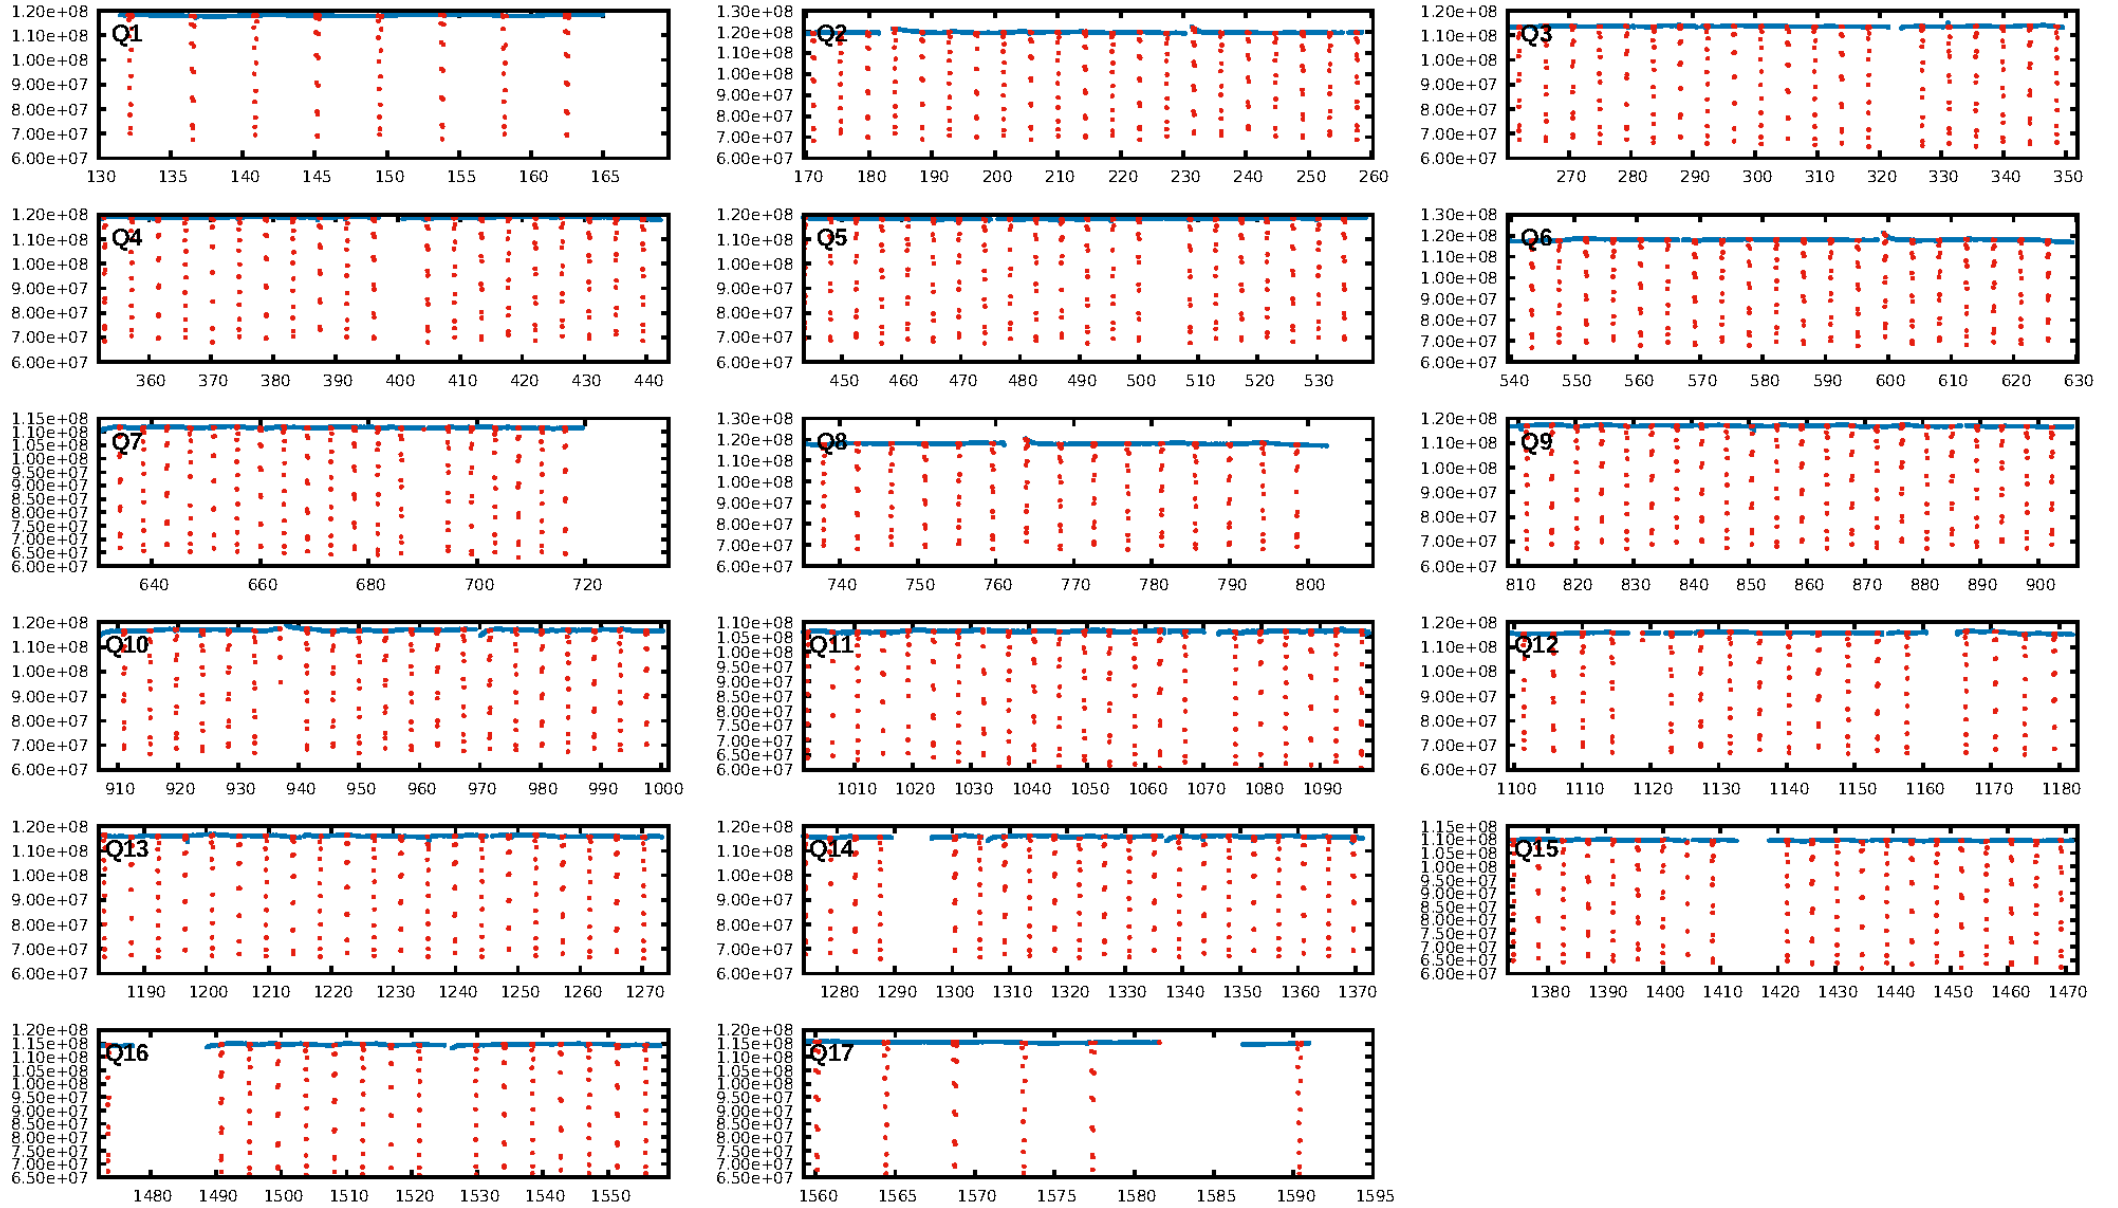 1.20e+08 1.10e+08 1.00e+08 9.00e+07 8.00e+07 7.00e+07 6.00e+07
Q1
130 135 140 145 150 155 160 165
1.30e+08 1.20e+08 1.10e+08 1.00e+08 9.00e+07 8.00e+07 7.00e+07 6.00e+07
Q2
170 180 190 200 210 220 230 240 250 260
1.20e+08 1.10e+08 1.00e+08 9.00e+07 8.00e+07 7.00e+07 6.00e+07
Q3
270 280 290 300 310 320 330 340 350
1.20e+08 1.10e+08 1.00e+08 9.00e+07 8.00e+07 7.00e+07 6.00e+07
Q4
360 370 380 390 400 410 420 430 440
1.20e+08 1.10e+08 1.00e+08 9.00e+07 8.00e+07 7.00e+07 6.00e+07
Q5
450 460 470 480 490 500 510 520 530
1.30e+08 1.20e+08 1.10e+08 1.00e+08 9.00e+07 8.00e+07 7.00e+07 6.00e+07
Q6
540 550 560 570 580 590 600 610 620 630
1.15e+08 1.10e+08 1.05e+08 1.00e+08 9.50e+07 9.00e+07 8.50e+07 8.00e+07 7.50e+07 7.00e+07 6.50e+07 6.00e+07
Q7
640 660 680 700 720
1.30e+08 1.20e+08 1.10e+08 1.00e+08 9.00e+07 8.00e+07 7.00e+07 6.00e+07
Q8
740 750 760 770 780 790 800
1.20e+08 1.10e+08 1.00e+08 9.00e+07 8.00e+07 7.00e+07 6.00e+07
Q9
810 820 830 840 850 860 870 880 890 900
1.20e+08 1.10e+08 1.00e+08 9.00e+07 8.00e+07 7.00e+07 6.00e+07
Q10
910 920 930 940 950 960 970 980 990 1000
1.10e+08 1.05e+08 1.00e+08 9.50e+07 9.00e+07 8.50e+07 8.00e+07 7.50e+07 7.00e+07 6.50e+07 6.00e+07
Q11
1010 1020 1030 1040 1050 1060 1070 1080 1090
1.20e+08 1.10e+08 1.00e+08 9.00e+07 8.00e+07 7.00e+07 6.00e+07
Q12
1100 1110 1120 1130 1140 1150 1160 1170 1180
1.20e+08 1.10e+08 1.00e+08 9.00e+07 8.00e+07 7.00e+07 6.00e+07
Q13
1190 1200 1210 1220 1230 1240 1250 1260 1270
1.20e+08 1.10e+08 1.00e+08 9.00e+07 8.00e+07 7.00e+07 6.00e+07
Q14
1280 1290 1300 1310 1320 1330 1340 1350 1360 1370
1.15e+08 1.10e+08 1.05e+08 1.00e+08 9.50e+07 9.00e+07 8.50e+07 8.00e+07 7.50e+07 7.00e+07 6.50e+07 6.00e+07
Q15
1380 1390 1400 1410 1420 1430 1440 1450 1460 1470
1.20e+08 1.15e+08 1.10e+08 1.05e+08 1.00e+08 9.50e+07 9.00e+07 8.50e+07 8.00e+07 7.50e+07 7.00e+07 6.50e+07
Q16
1480 1490 1500 1510 1520 1530 1540 1550
1.20e+08 1.15e+08 1.10e+08 1.05e+08 1.00e+08 9.50e+07 9.00e+07 8.50e+07 8.00e+07 7.50e+07 7.00e+07 6.50e+07
Q17
1560 1565 1570 1575 1580 1585 1590 1595